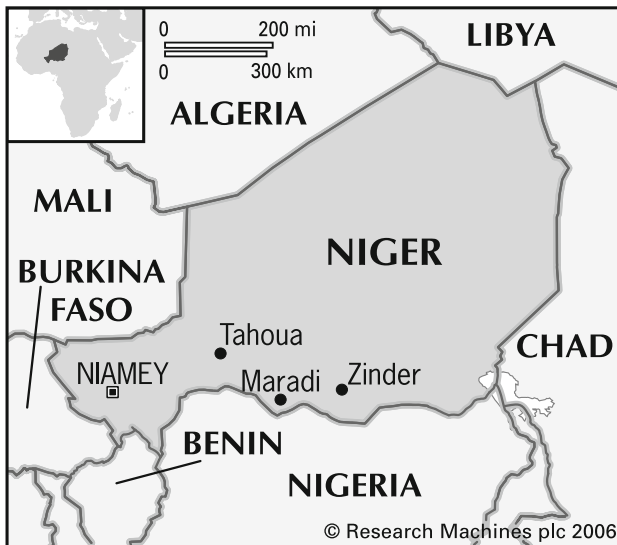 0 200 mi
0 300 km
LIBYA
ALGERIA
MALI
NIGER
BURKINA
FASO
Tahoua
CHAD
NIAMEY
Maradi
Zinder
BENIN
NIGERIA
© Research Machines plc 2006